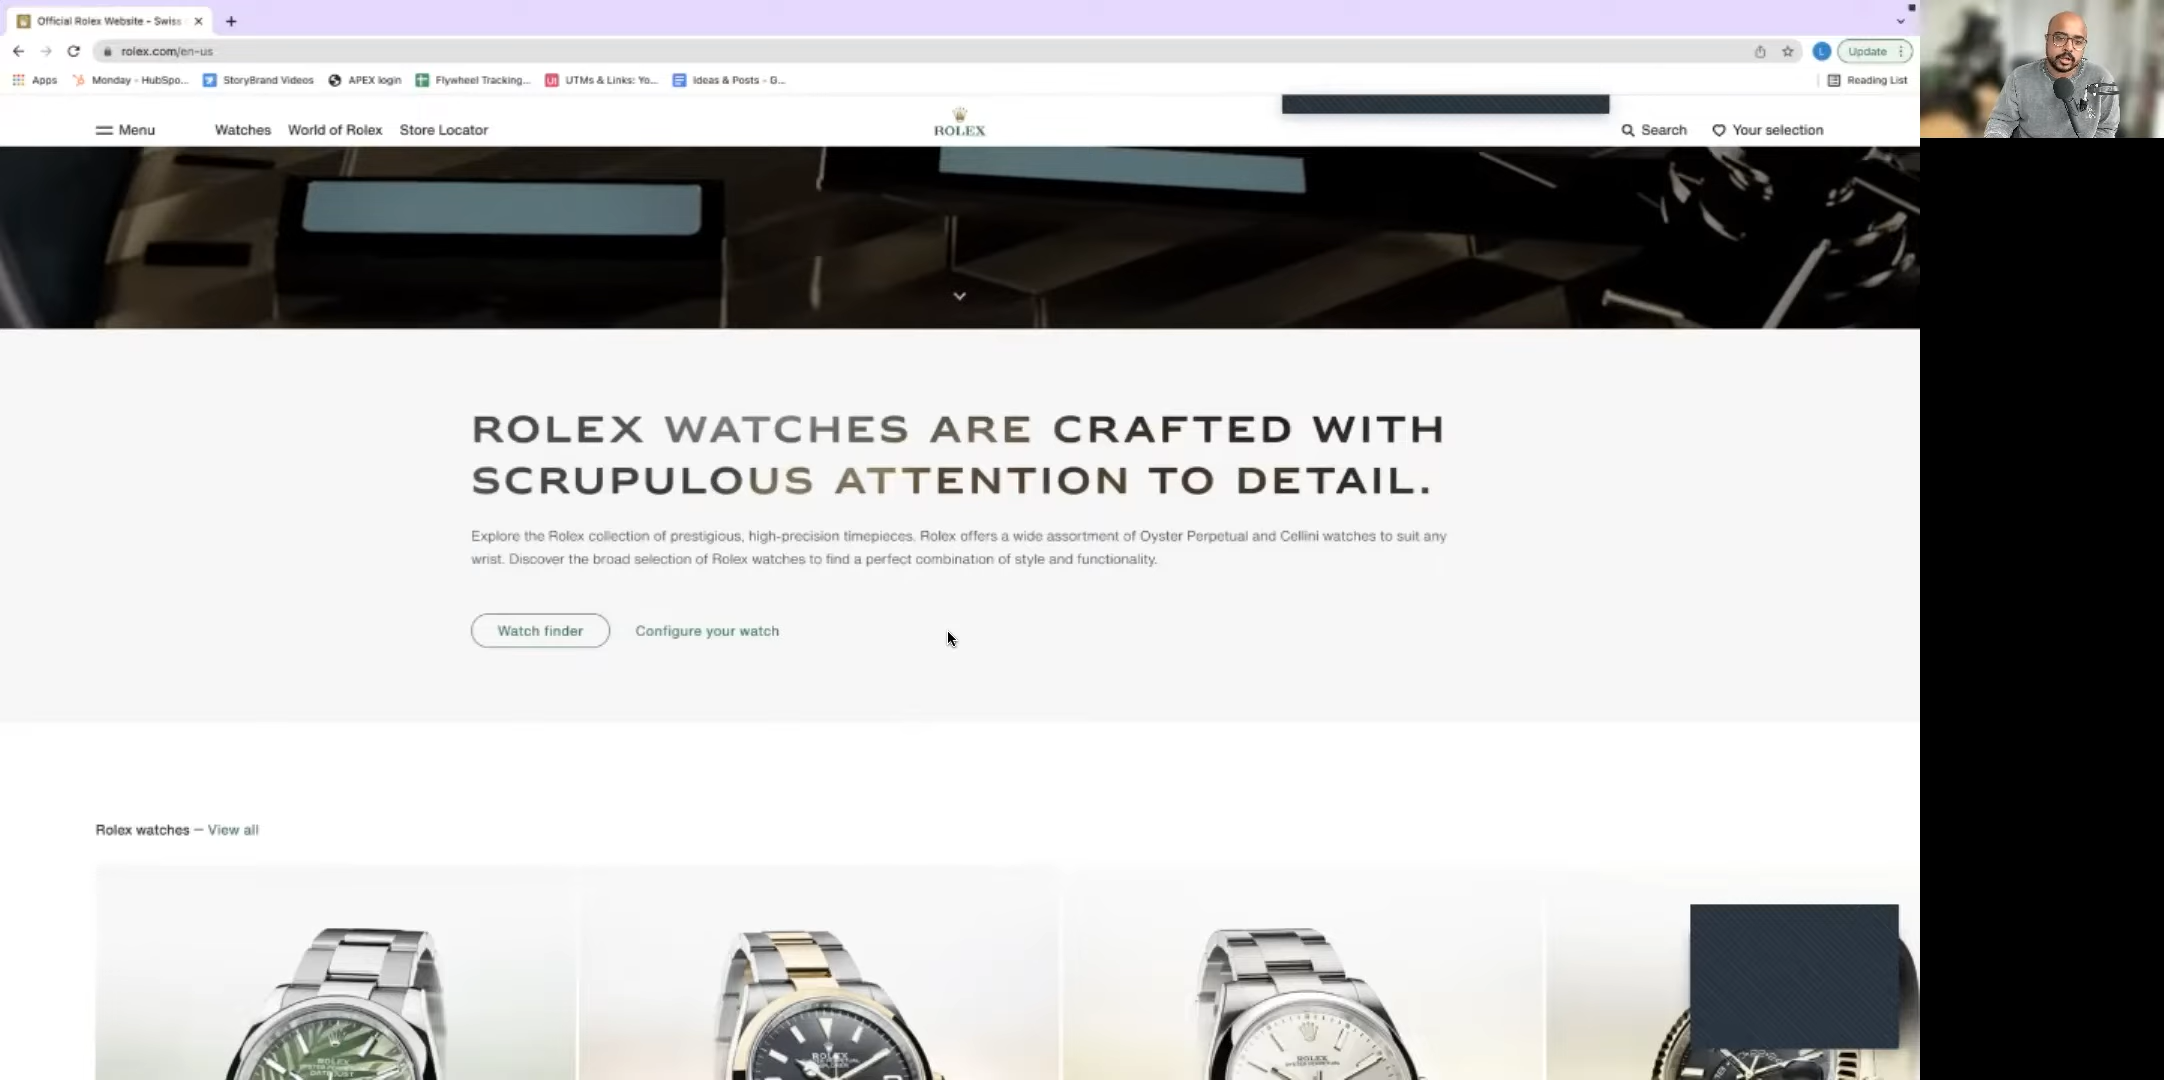 Official Rolex Website - Swiss
rolex.com/en-us
Update
Apps
Monday - HubSpo...
StoryBrand Videos
APEX login
Flywheel Tracking...
UTMs & Links: Yo...
Ideas & Posts - G...
Reading List
Menu
Watches
World of Rolex
Store Locator
ROLEX
Search
Your selection
ROLEX WATCHES ARE CRAFTED WITH
SCRUPULOUS ATTENTION TO DETAIL.
Explore the Rolex collection of prestigious, high-precision timepieces. Rolex offers a wide assortment of Oyster Perpetual and Cellini watches to suit any
wrist. Discover the broad selection of Rolex watches to find a perfect combination of style and functionality.
Watch finder
Configure your watch
Rolex watches — View all
ROLEX
ROLEX
ROLEX